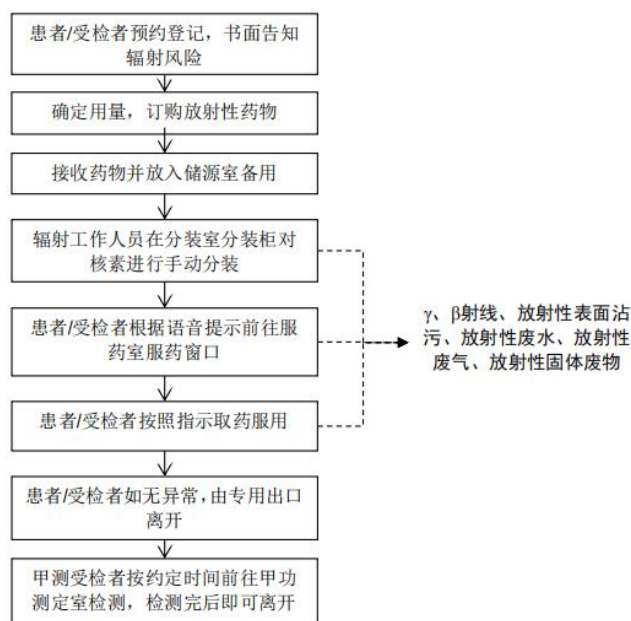 患者/受检者预约登记，书面告知
辐射风险
确定用量，订购放射性药物
接收药物并放入储源室备用
辐射工作人员在分装室分装柜对
核素进行手动分装
患者/受检者根据语音提示前往服
药室服药窗口
γ、β射线、放射性表面沾
污、放射性废水、放射性
废气、放射性固体废物
患者/受检者按照指示取药服用
患者/受检者如无异常，由专用出口
离开
甲测受检者按约定时间前往甲功
测定室检测，检测完后即可离开